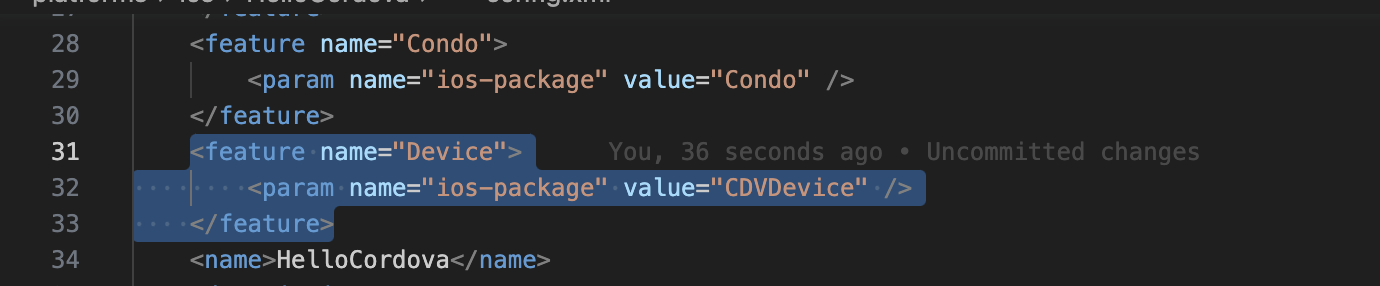 28 <feature name="Condo">
29 <param name="ios-package" value="Condo" />
30 </feature>
31 <feature name="Device"> You, 36 seconds ago • Uncommitted changes
32 <param name="ios-package" value="CDVDevice" />
33 </feature>
34 <name>HelloCordova</name>